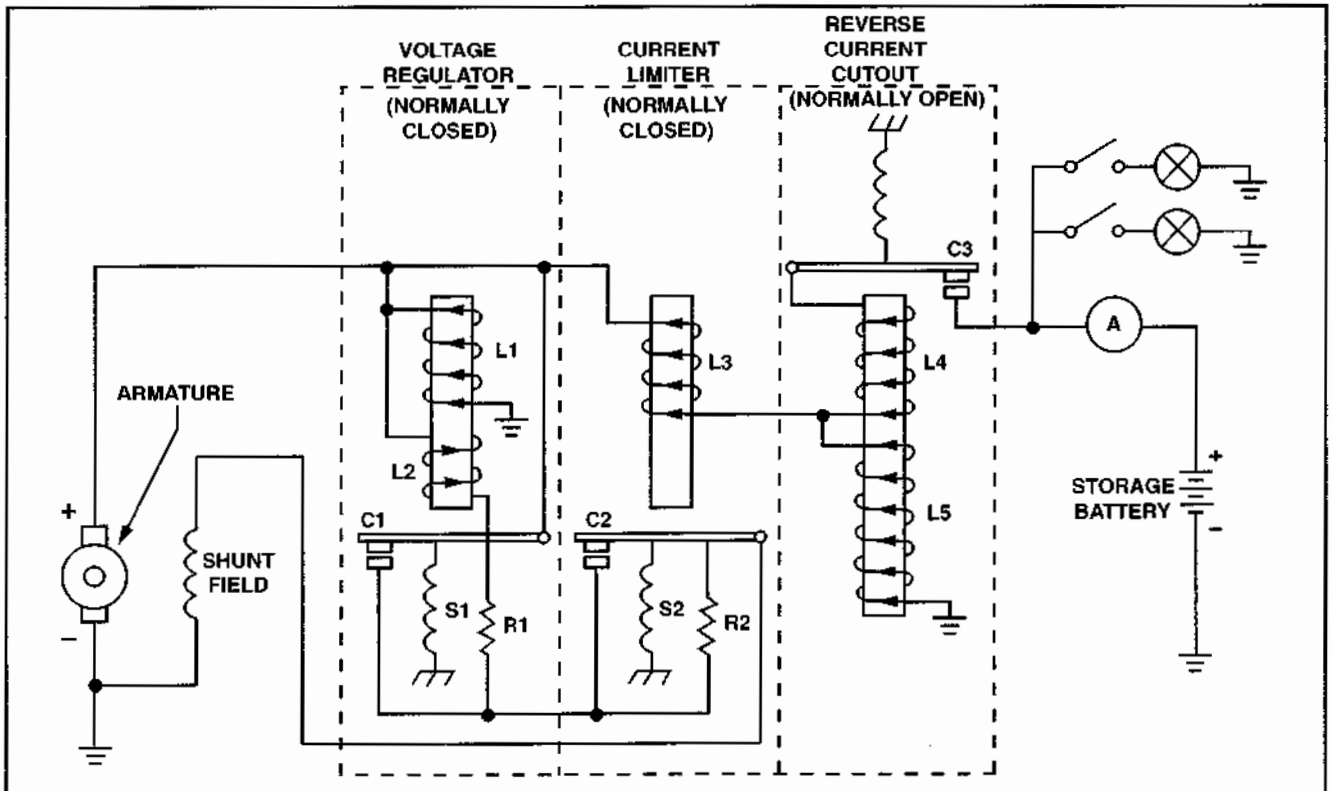 VOLTAGE
REGULATOR
(NORMALLY
CLOSED)
CURRENT
LIMITER
(NORMALLY
CLOSED)
REVERSE
CURRENT
CUTOUT
(NORMALLY OPEN)
C3
L1
L3
L4
A
ARMATURE
L2
L5
+
STORAGE
BATTERY
-
+
C1
C2
SHUNT
FIELD
S1
R1
S2
R2
-